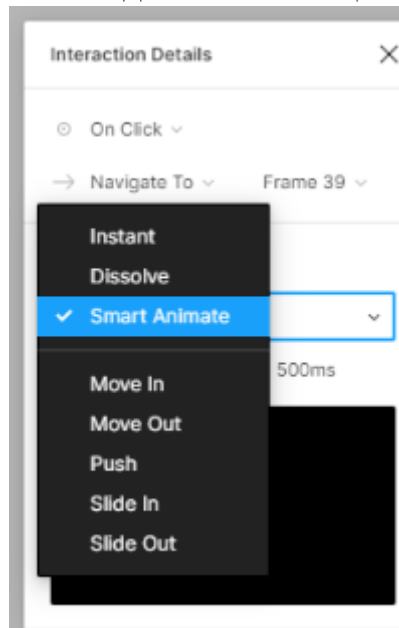 Interaction Details
On Click
Navigate To Frame 39
Instant
Dissolve
Smart Animate
500ms
Move In
Move Out
Push
Slide In
Slide Out